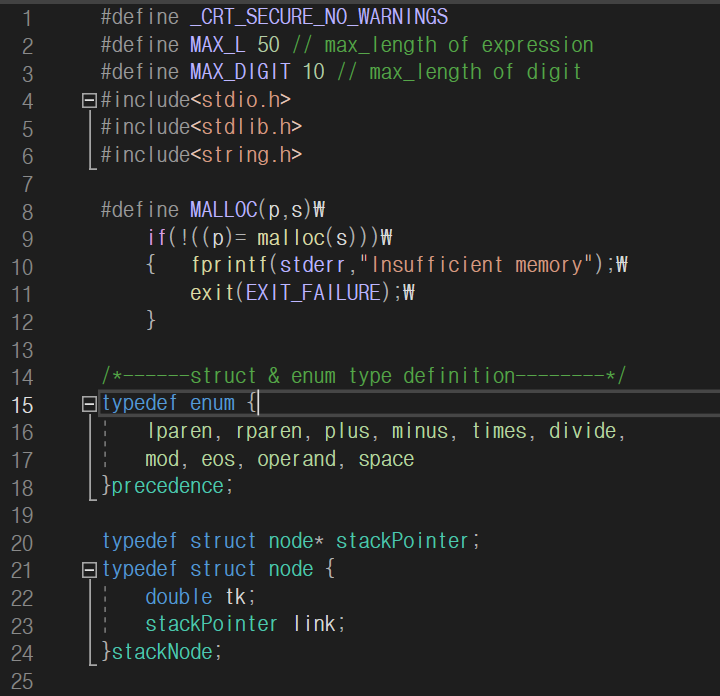 1 #define _CRT_SECURE_NO_WARNINGS
2 #define MAX_L 50 // max_length of expression
3 #define MAX_DIGIT 10 // max_length of digit
4 #include<stdio.h>
5 #include<stdlib.h>
6 #include<string.h>
7
8 #define MALLOC(p,s)₩
9     if(!((p)= malloc(s)))₩
10     {   fprintf(stderr,"Insufficient memory");₩
11         exit(EXIT_FAILURE);₩
12     }
13
14 /*------struct & enum type definition--------*/
15 typedef enum {
16     lparen, rparen, plus, minus, times, divide,
17     mod, eos, operand, space
18 }precedence;
19
20 typedef struct node* stackPointer;
21 typedef struct node {
22     double tk;
23     stackPointer link;
24 }stackNode;
25